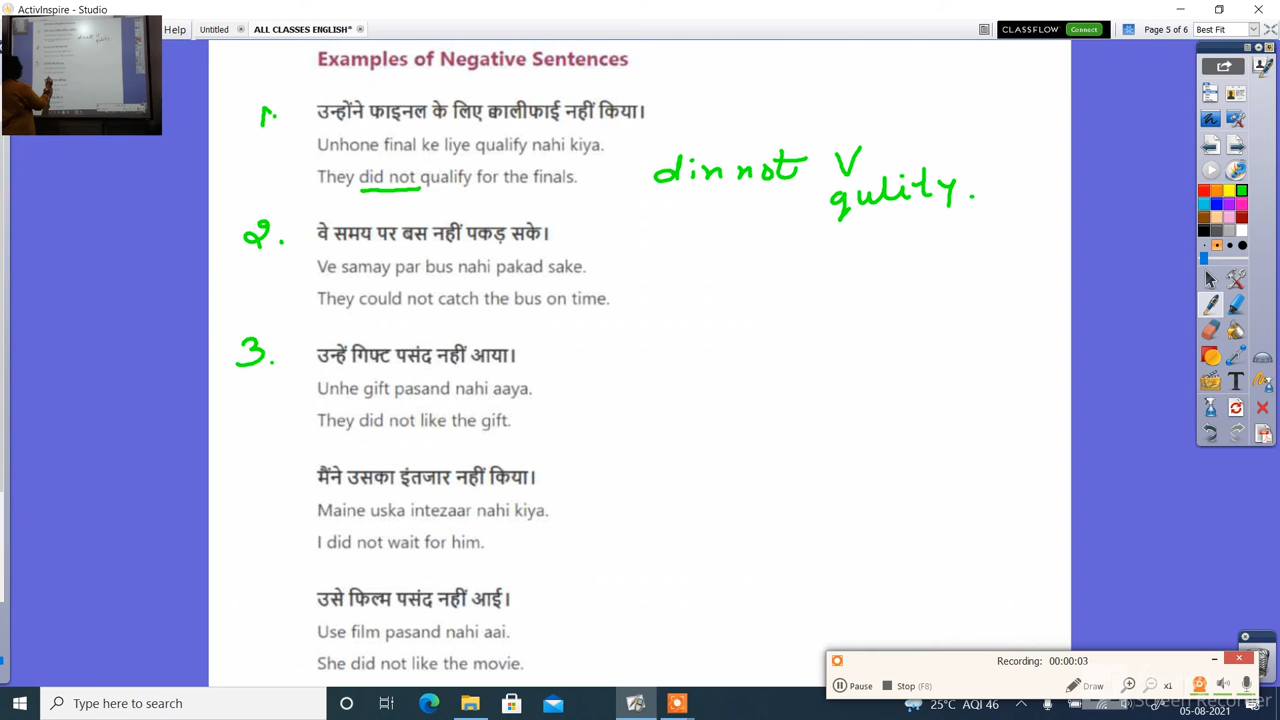 ActivInspire - Studio
Help
Untitled
ALL CLASSES ENGLISH*
CLASSFLOW
Connect
Page 5 of 6
Best Fit
Examples of Negative Sentences
1.
उन्होंने फाइनल के लिए क्वालीफाई नहीं किया।
Unhone final ke liye qualify nahi kiya.
They did not qualify for the finals.
dinnot V
qulity.
2.
वे समय पर बस नहीं पकड़ सके।
Ve samay par bus nahi pakad sake.
They could not catch the bus on time.
3.
उन्हें गिफ्ट पसंद नहीं आया।
Unhe gift pasand nahi aaya.
They did not like the gift.
मैंने उसका इंतजार नहीं किया।
Maine uska intezaar nahi kiya.
I did not wait for him.
उसे फिल्म पसंद नहीं आई।
Use film pasand nahi aai.
She did not like the movie.
Recording: 00:00:03
Pause
Stop (F8)
Draw
x1
Screen Recorder
Type here to search
25°C AQI 46
05-08-2021